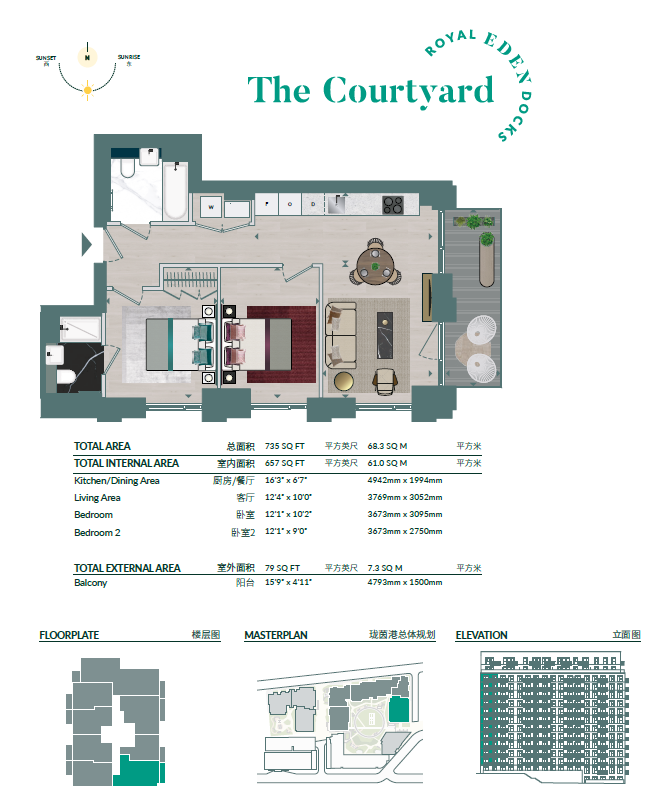 SUNSET
西
N
SUNRISE
东
ROYAL EDEN DOCKS
The Courtyard
W
F O D
TOTAL AREA 总面积 735 SQ FT 平方英尺 68.3 SQ M 平方米
TOTAL INTERNAL AREA 室内面积 657 SQ FT 平方英尺 61.0 SQ M 平方米
Kitchen/Dining Area 厨房/餐厅 16'3" x 6'7" 4942mm x 1994mm
Living Area 客厅 12'4" x 10'0" 3769mm x 3052mm
Bedroom 卧室 12'1" x 10'2" 3673mm x 3095mm
Bedroom 2 卧室2 12'1" x 9'0" 3673mm x 2750mm
TOTAL EXTERNAL AREA 室外面积 79 SQ FT 平方英尺 7.3 SQ M 平方米
Balcony 阳台 15'9" x 4'11" 4793mm x 1500mm
FLOORPLATE 楼层图
MASTERPLAN 珑茵港总体规划
ELEVATION 立面图